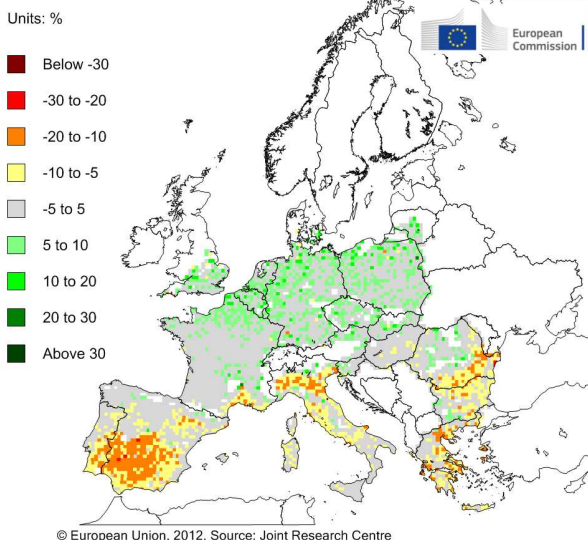 Units: %
European
Commission
Below -30
-30 to -20
-20 to -10
-10 to -5
-5 to 5
5 to 10
10 to 20
20 to 30
Above 30
© European Union, 2012. Source: Joint Research Centre